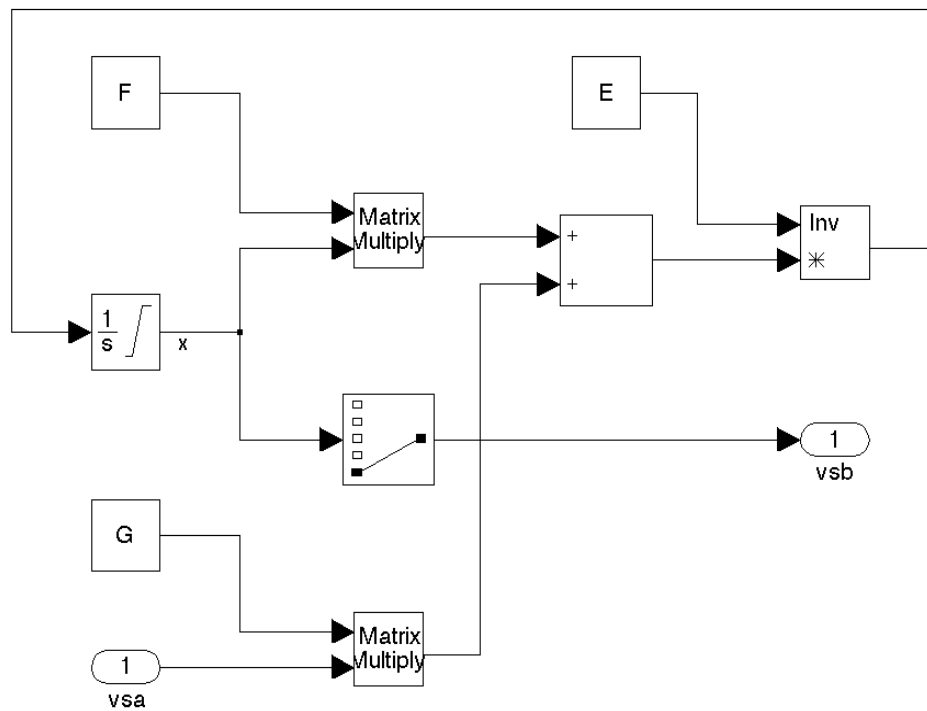 F
E
Matrix
Multiply
+
+
Inv
*
1
s
x
1
vsb
G
Matrix
Multiply
1
vsa